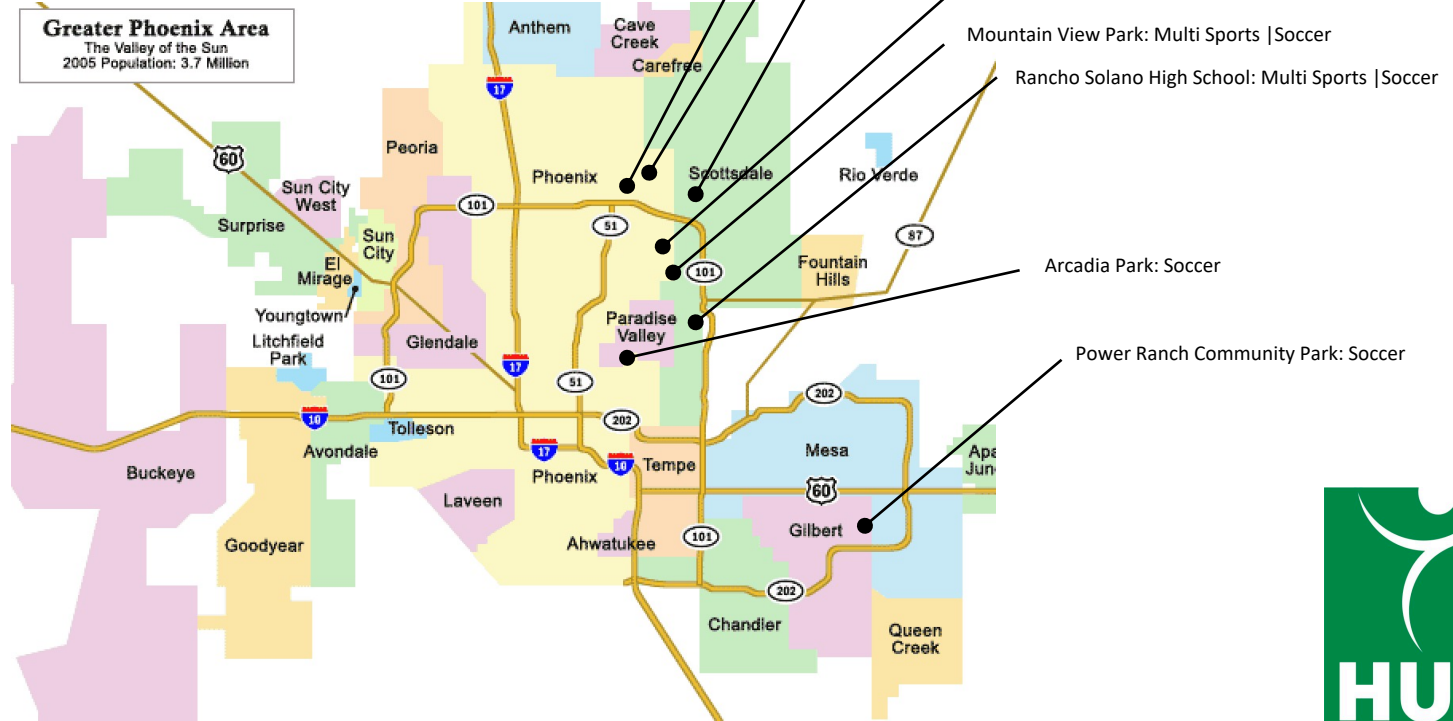 Greater Phoenix Area
The Valley of the Sun
2005 Population: 3.7 Million
Anthem
Cave
Creek
Carefree
Mountain View Park: Multi Sports |Soccer
Rancho Solano High School: Multi Sports |Soccer
17
60
Peoria
Phoenix
Scottsdale
Rio Verde
Sun City
West
101
51
Surprise
Sun
City
87
El
Mirage
101
Fountain
Hills
Arcadia Park: Soccer
Youngtown
Paradise
Valley
Litchfield
Park
Glendale
Power Ranch Community Park: Soccer
17
101
51
202
10
202
Tolleson
Avondale
17
10
Mesa
Buckeye
Phoenix
Tempe
Apa
Jun
60
Laveen
Gilbert
Goodyear
Ahwatukee
101
202
Chandler
Queen
Creek
HU